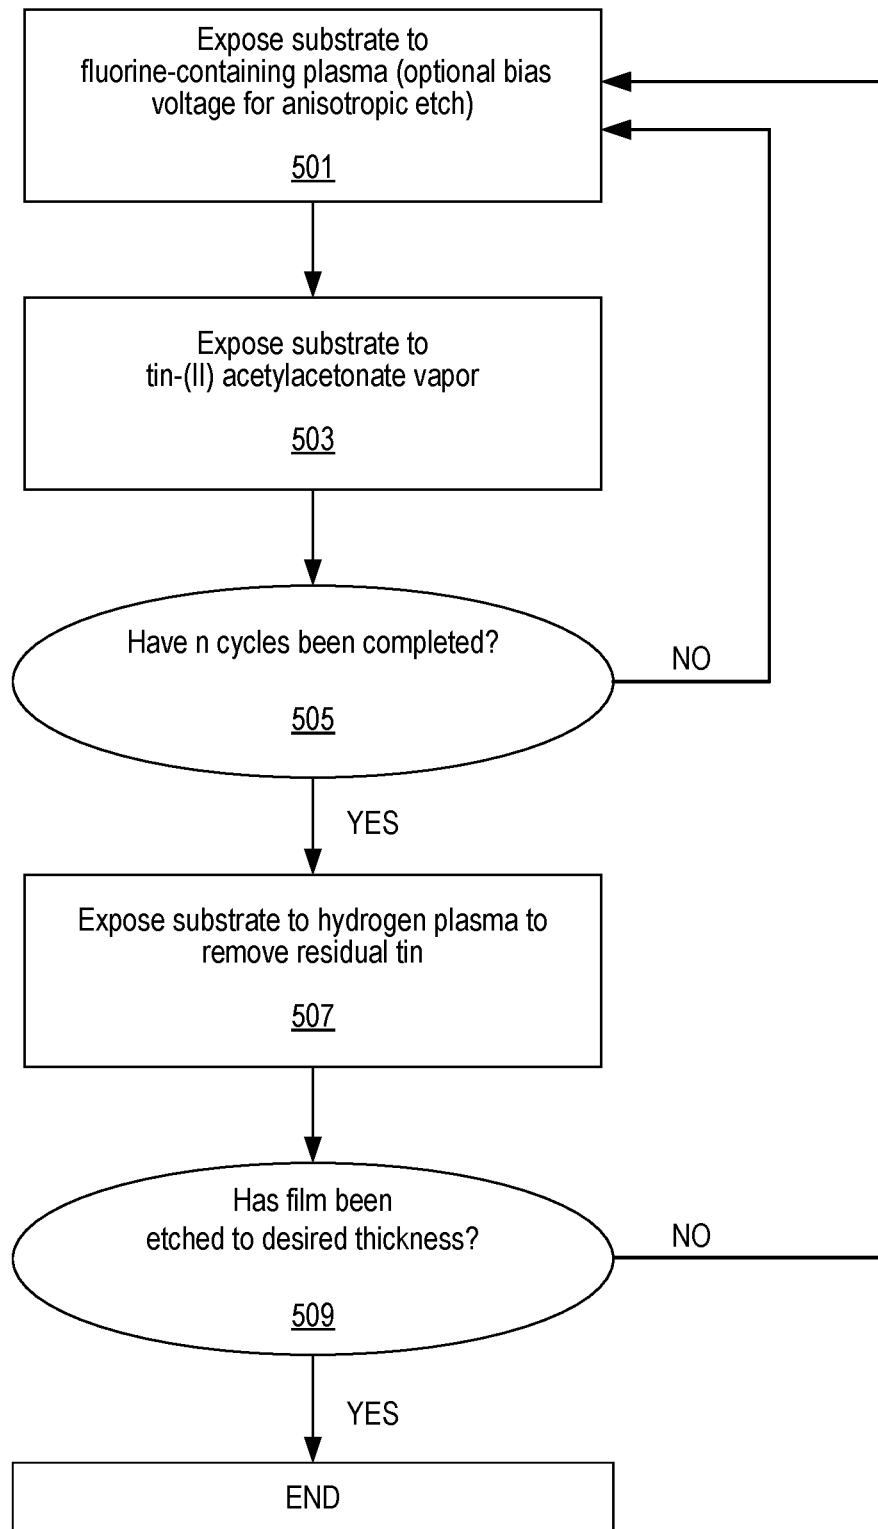 Expose substrate to
fluorine-containing plasma (optional bias
voltage for anisotropic etch)
501
Expose substrate to
tin-(II) acetylacetonate vapor
503
Have n cycles been completed?
NO
505
YES
Expose substrate to hydrogen plasma to
remove residual tin
507
Has film been
etched to desired thickness?
NO
509
YES
END